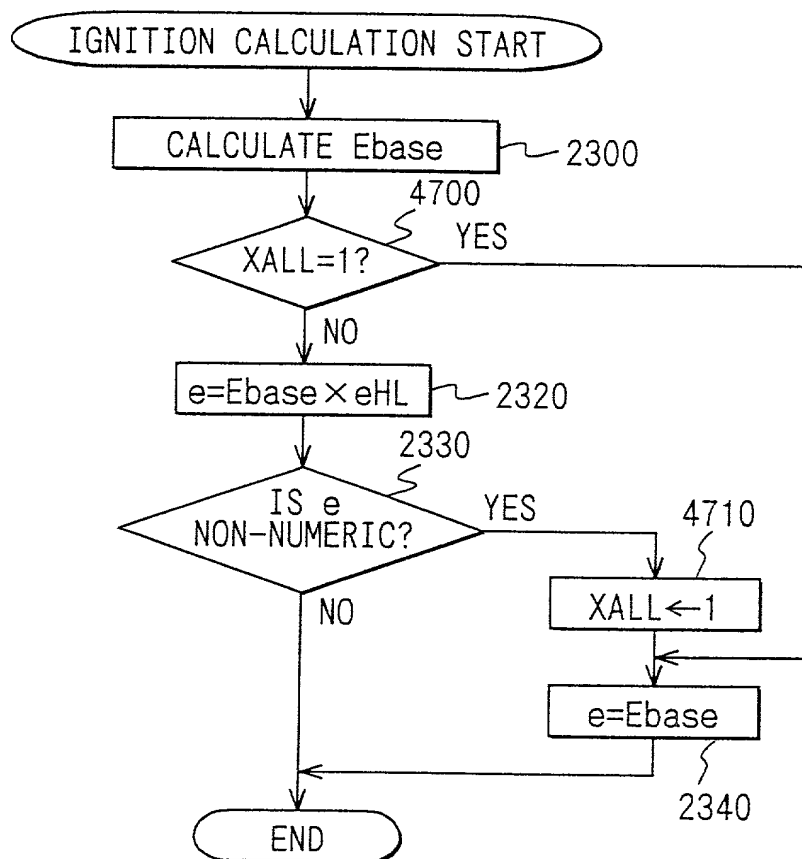 IGNITION CALCULATION START
CALCULATE Ebase
2300
4700
XALL=1?
YES
NO
e=Ebase×eHL
2320
2330
IS e
NON-NUMERIC?
YES
NO
4710
XALL←1
e=Ebase
2340
END